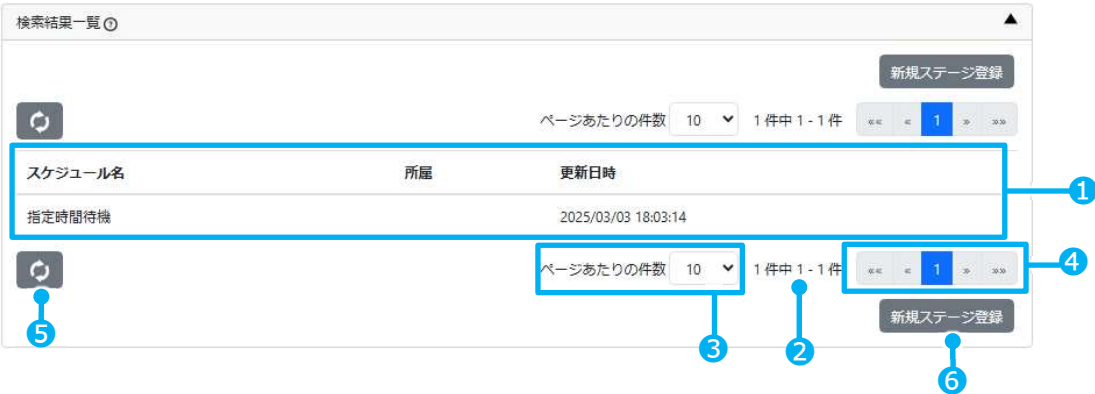 検索結果一覧 ?
▲
新規ステージ登録
ページあたりの件数 10 1 件中 1 - 1 件 «« « 1 » »»
スケジュール名 所属 更新日時
1
指定時間待機 2025/03/03 18:03:14
ページあたりの件数 10 1 件中 1 - 1 件 «« « 1 » »»
4
新規ステージ登録
5
3
2
6